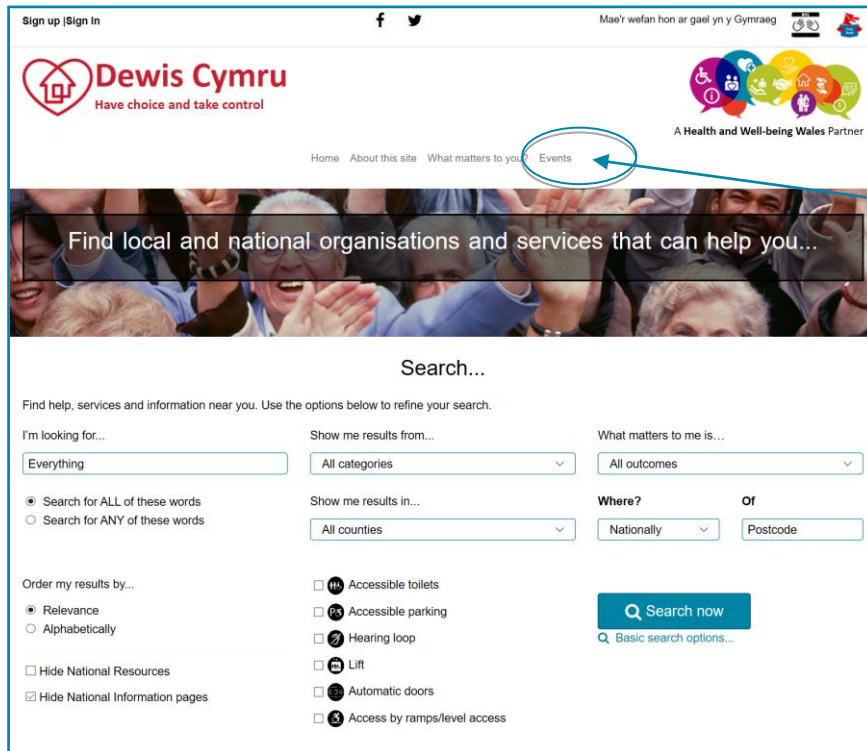 Sign up |Sign In
Mae'r wefan hon ar gael yn y Gymraeg
Dewis Cymru
Have choice and take control
A Health and Well-being Wales Partner
Home About this site What matters to you? Events
Find local and national organisations and services that can help you...
Search...
Find help, services and information near you. Use the options below to refine your search.
I'm looking for... Show me results from... What matters to me is…
Everything All categories All outcomes
Search for ALL of these words
Search for ANY of these words
Show me results in... Where? Of
All counties Nationally Postcode
Order my results by...
Relevance
Alphabetically
Hide National Resources
Hide National Information pages
Accessible toilets
Accessible parking
Hearing loop
Lift
Automatic doors
Access by ramps/level access
Search now
Basic search options...